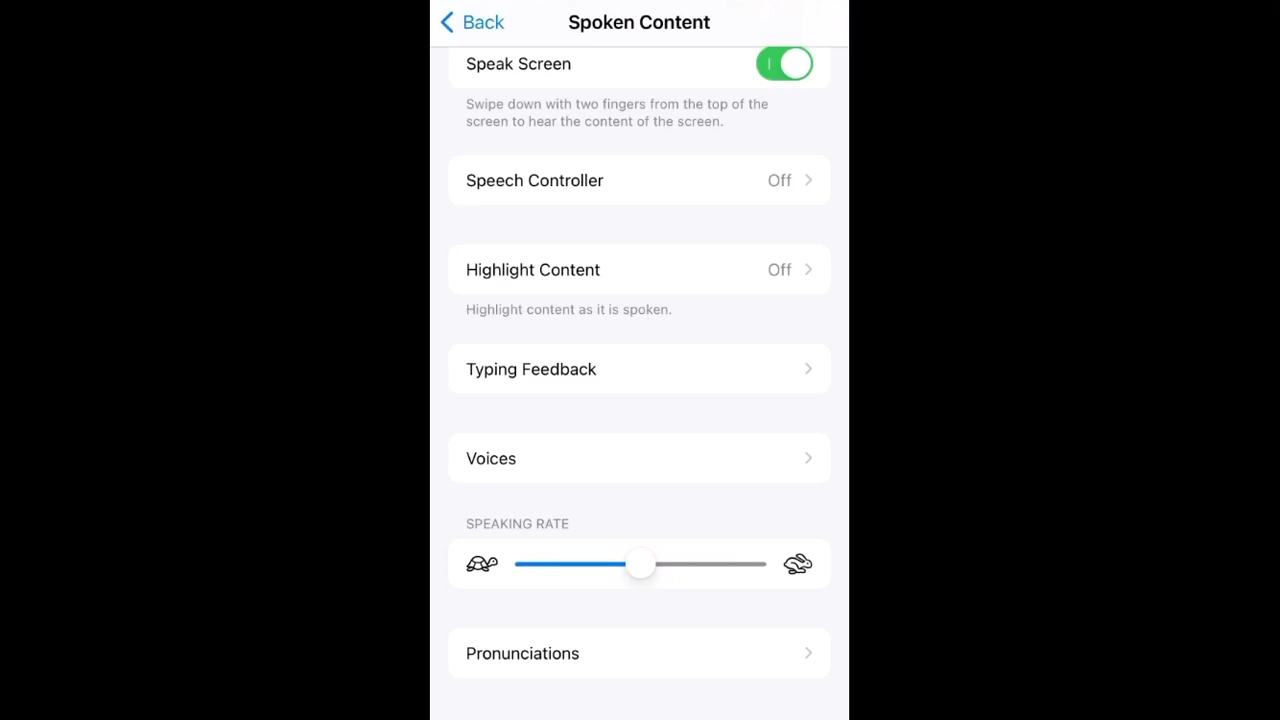 Back
Spoken Content
Speak Screen
Swipe down with two fingers from the top of the
screen to hear the content of the screen.
Speech Controller
Off
Highlight Content
Off
Highlight content as it is spoken.
Typing Feedback
Voices
SPEAKING RATE
Pronunciations